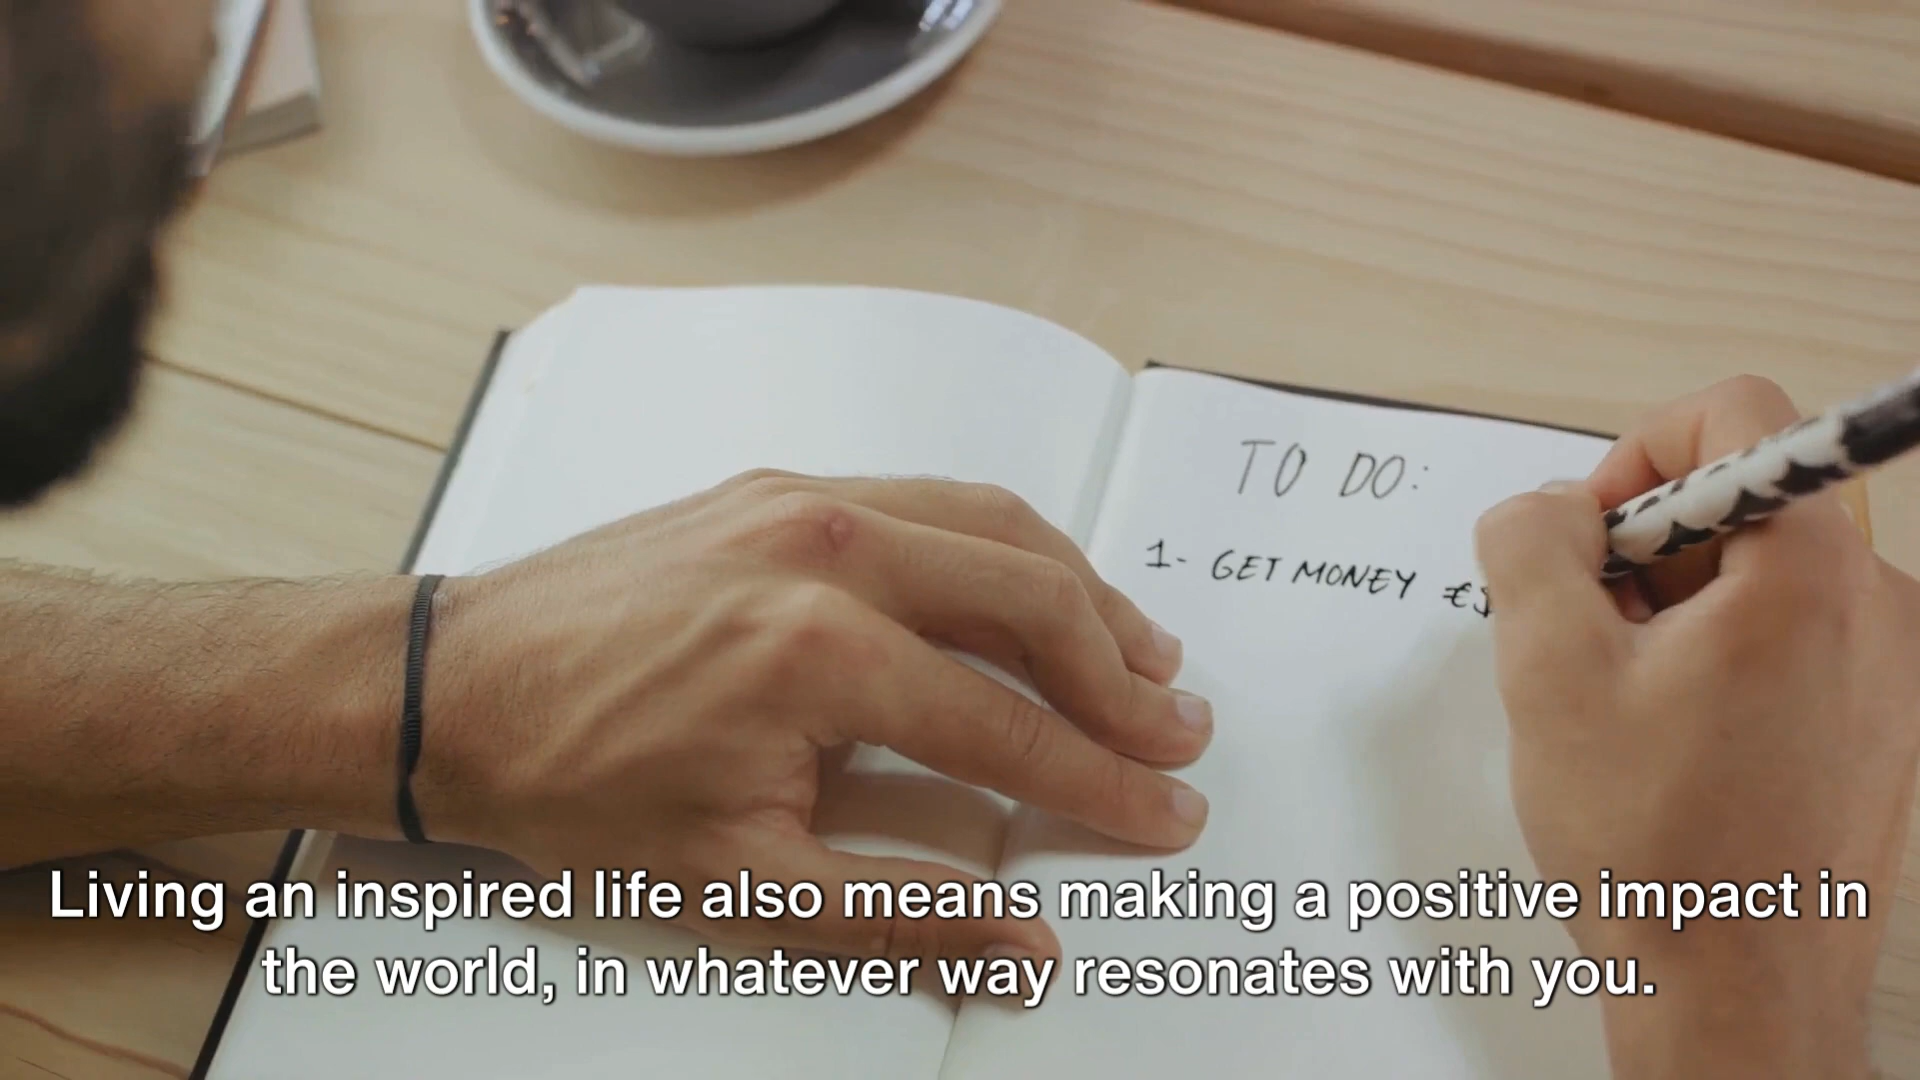 TO DO:
1- GET MONEY €$
Living an inspired life also means making a positive impact in
the world, in whatever way resonates with you.